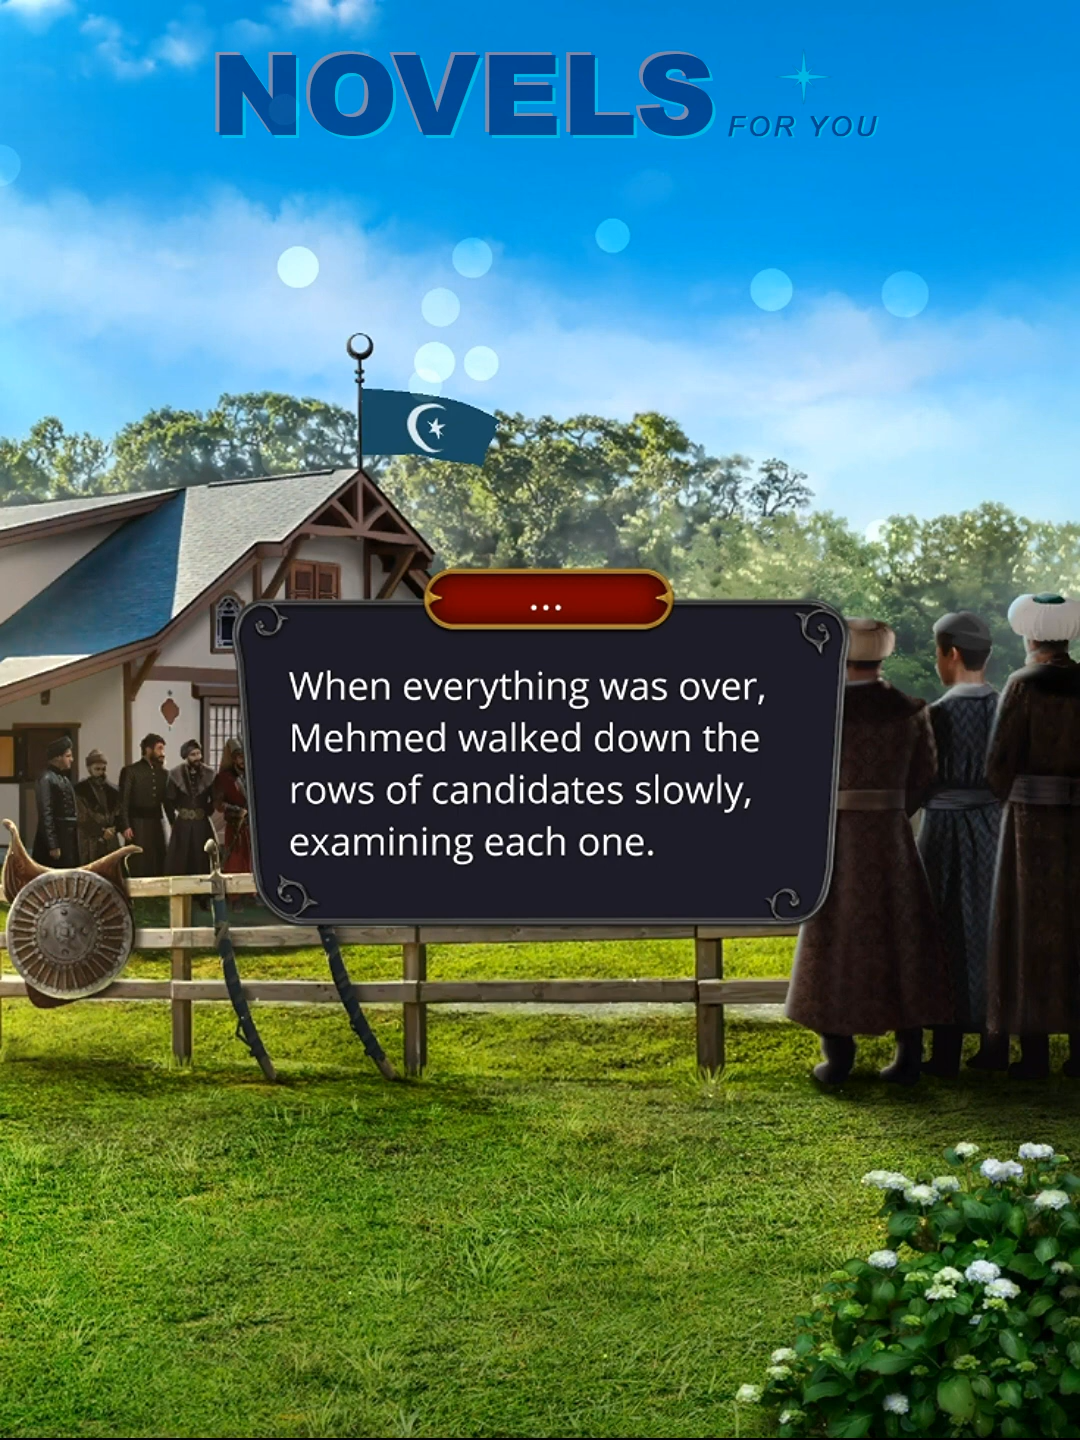 NOVELS FOR YOU
...
When everything was over,
Mehmed walked down the
rows of candidates slowly,
examining each one.